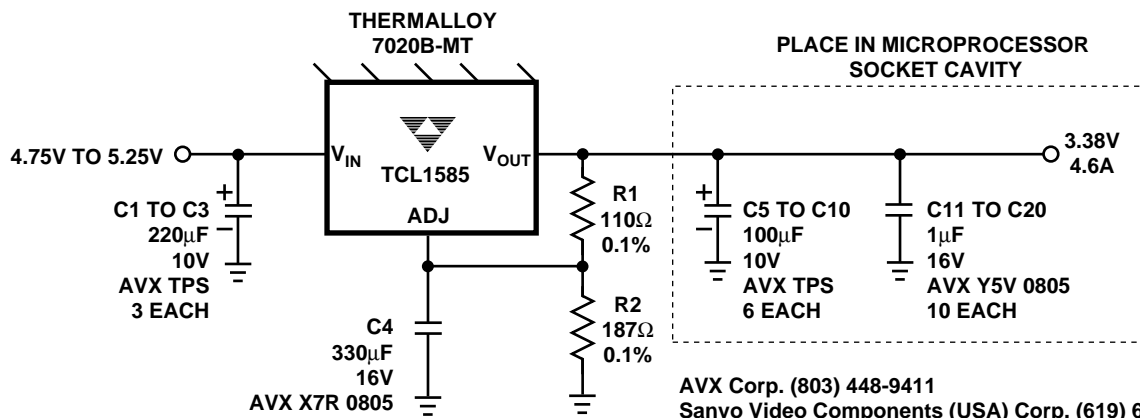 THERMALLOY
7020B-MT
PLACE IN MICROPROCESSOR
SOCKET CAVITY
4.75V TO 5.25V
VIN
TCL1585
VOUT
ADJ
3.38V
4.6A
C1 TO C3
220µF
10V
AVX TPS
3 EACH
R1
110Ω
0.1%
C5 TO C10
100µF
10V
AVX TPS
6 EACH
C11 TO C20
1µF
16V
AVX Y5V 0805
10 EACH
C4
330µF
16V
AVX X7R 0805
R2
187Ω
0.1%
AVX Corp. (803) 448-9411
Sanyo Video Components (USA) Corp. (619) 6